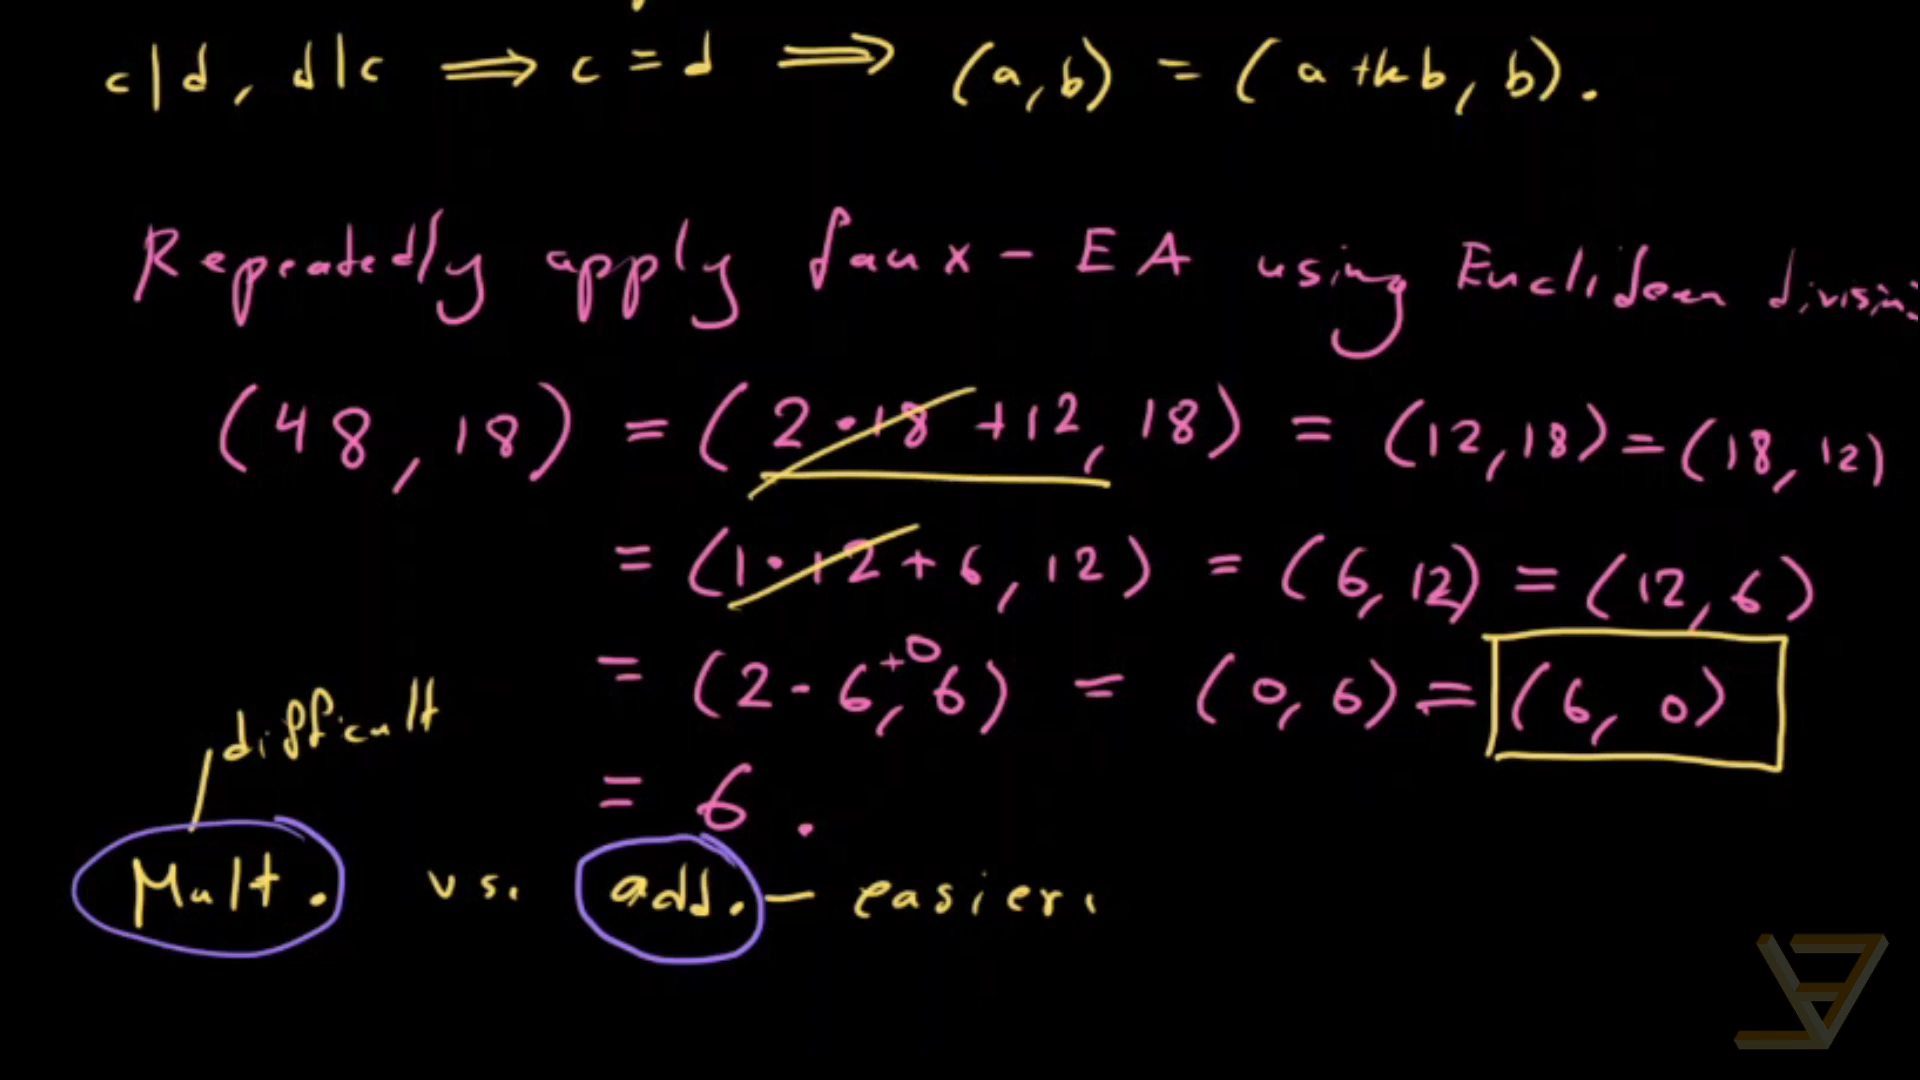 c|d, d|c ⟹ c = d ⟹ (a,b) = (a+kb, b).
Repeatedly apply faux-EA using Euclidean
(48, 18) = (2·18 +12, 18) = (12,18) = (18, 12)
= (1·12 + 6, 12) = (6, 12) = (12, 6)
= (2·6+0, 6) = (0, 6) = (6, 0)
difficult
= 6.
Mult. vs. add. — easier.